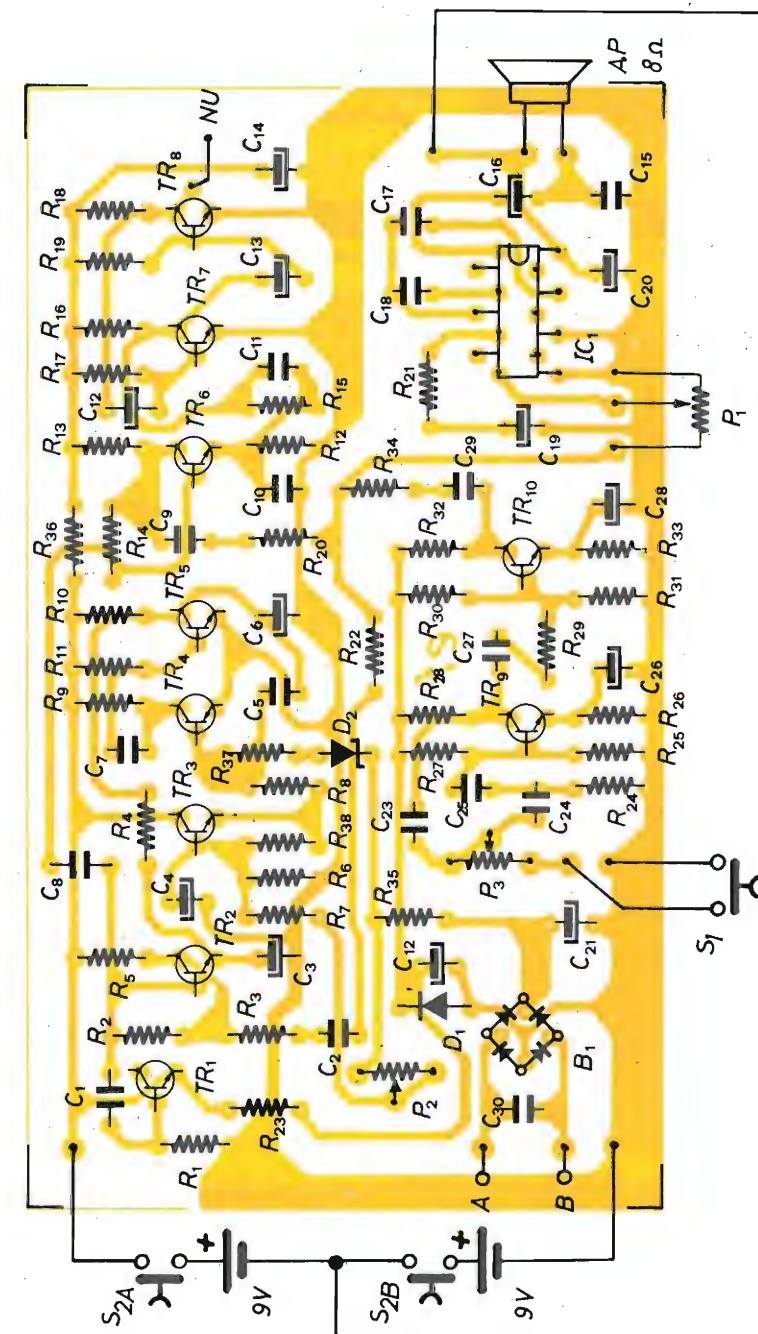 S2A
+
9V
S2B
+
9V
A
B
R1
C1
TR1
R2
R5
TR2
C8
R4
C4
TR3
C7
R9
R11
R10
TR4
TR5
R36
R14
C9
R13
C12
TR6
R17
R16
R19
R18
TR7
TR8
NU
C14
C13
C11
R15
R12
C10
R20
C6
C5
R37
D2
R8
R38
R6
R7
C3
R3
C2
R23
P2
D1
C12
R35
C23
R22
R34
R27
R28
R30
R32
C29
TR9
C27
TR10
R29
C25
C24
P3
R24
R25
R26
C26
R31
R33
C28
C30
B1
C21
S1
R21
C18
C17
C16
C15
IC1
C19
C20
P1
AP
8Ω